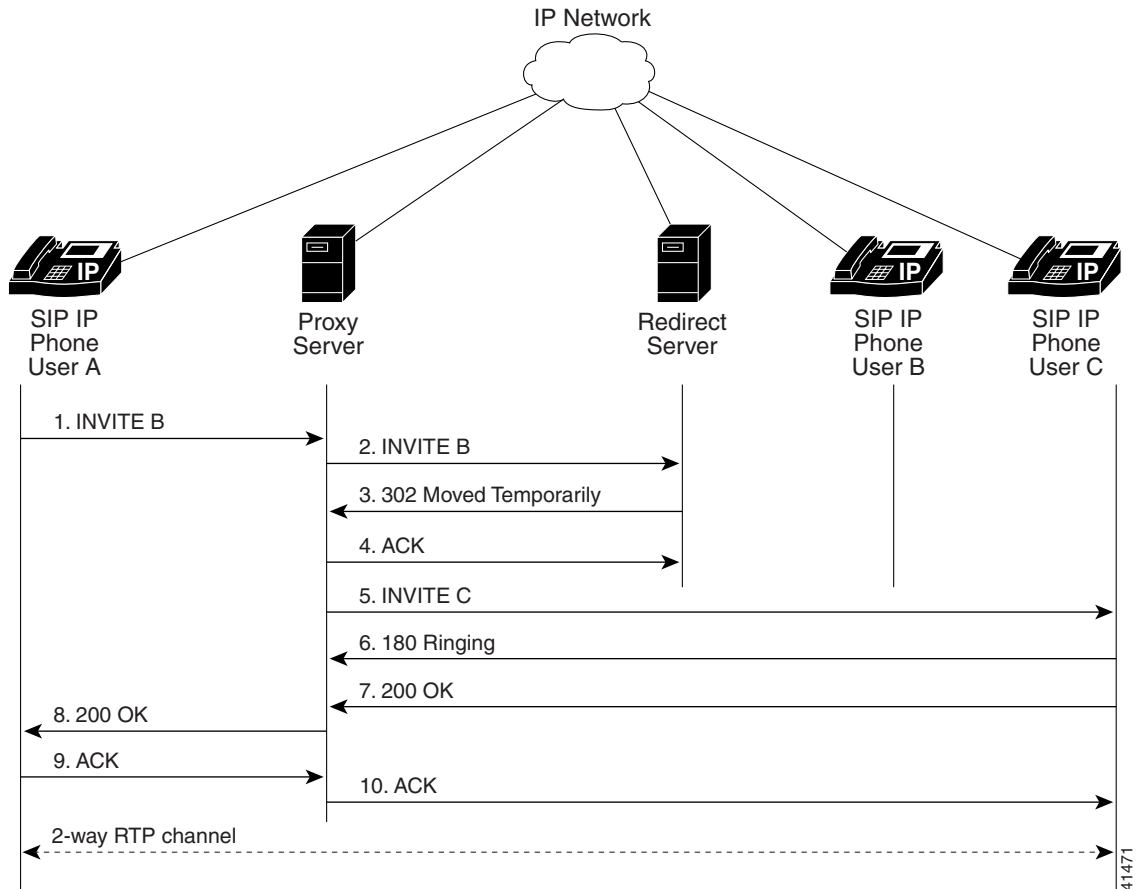 IP Network
IP
IP
IP
SIP IP
Phone
User A
Proxy
Server
Redirect
Server
SIP IP
Phone
User B
SIP IP
Phone
User C
1. INVITE B
2. INVITE B
3. 302 Moved Temporarily
4. ACK
5. INVITE C
6. 180 Ringing
7. 200 OK
8. 200 OK
9. ACK
10. ACK
2-way RTP channel
41471